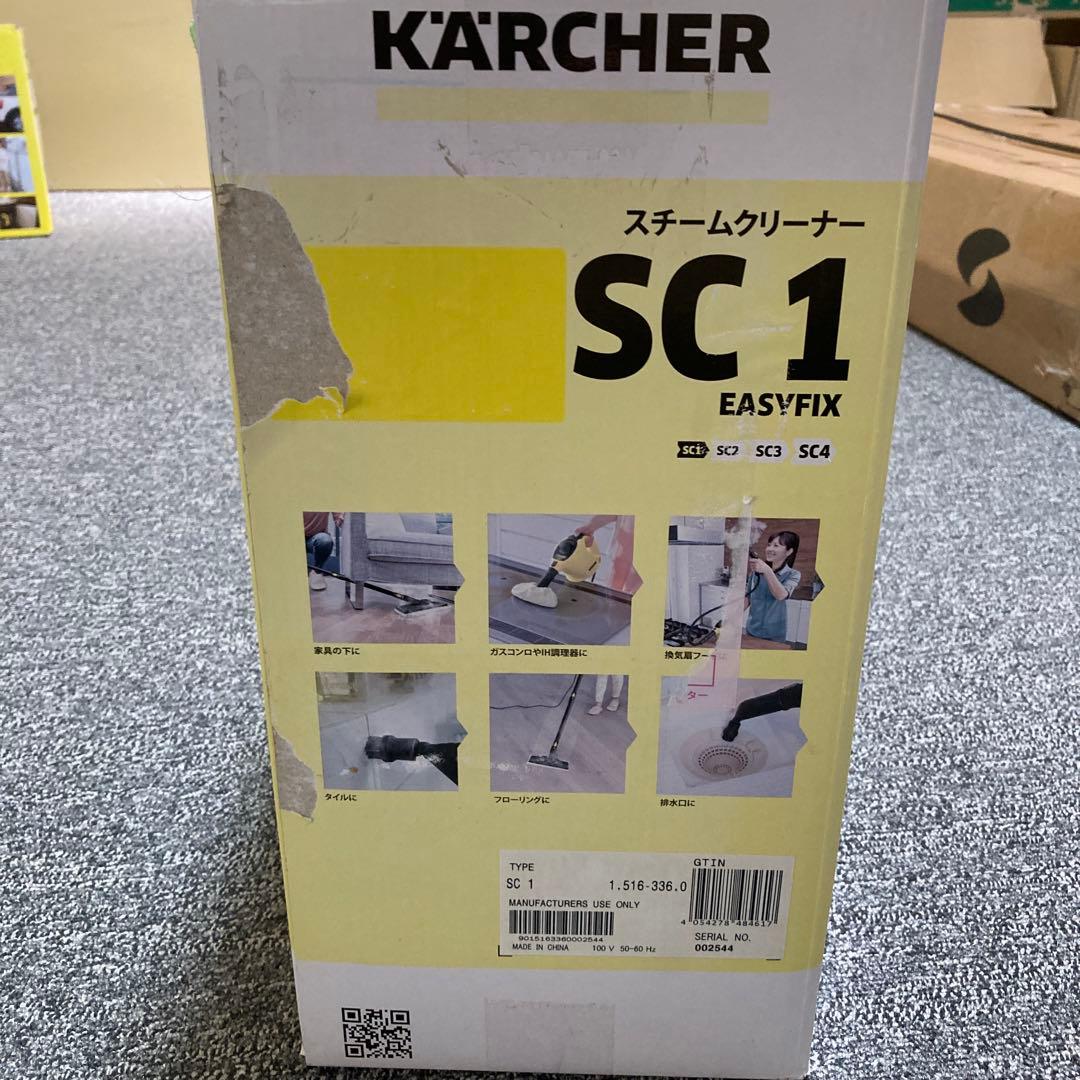 KÄRCHER
スチームクリーナー
SC 1
EASYFIX
SC1 SC2 SC3 SC4
家具の下に
ガスコンロやIH調理器に
換気扇フー
ター
タイルに
フローリングに
排水口に
TYPE
SC 1 1.516-336.0
MANUFACTURERS USE ONLY
9015163360002544
MADE IN CHINA 100 V 50-60 Hz
GTIN
4 054278 484617
SERIAL NO.
002544